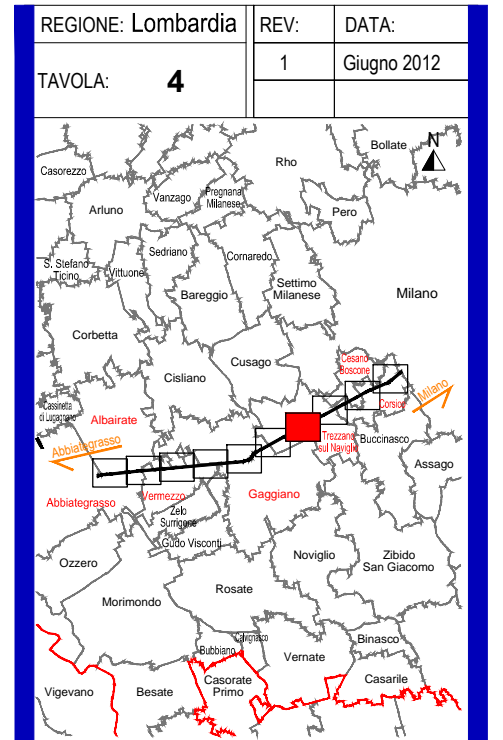 REGIONE: Lombardia
REV:
DATA:
TAVOLA: 4
1
Giugno 2012
Bollate
N
Rho
Casorezzo
Vanzago
Pregnana
Milanese
Arluno
Pero
Sedriano
Cornaredo
S. Stefano
Ticino
Vittuone
Settimo
Milanese
Bareggio
Milano
Corbetta
Cusago
Cesano
Boscone
Cisliano
Milano
Cassinetta
di Lugagnano
Corsico
Albairate
Trezzano
sul Naviglio
Buccinasco
Abbiategrasso
Assago
Abbiategrasso
Vermezzo
Gaggiano
Zelo
Surrigone
Gudo Visconti
Noviglio
Zibido
San Giacomo
Ozzero
Rosate
Morimondo
Calvignasco
Bubbiano
Binasco
Vernate
Vigevano
Besate
Casorate
Primo
Casarile